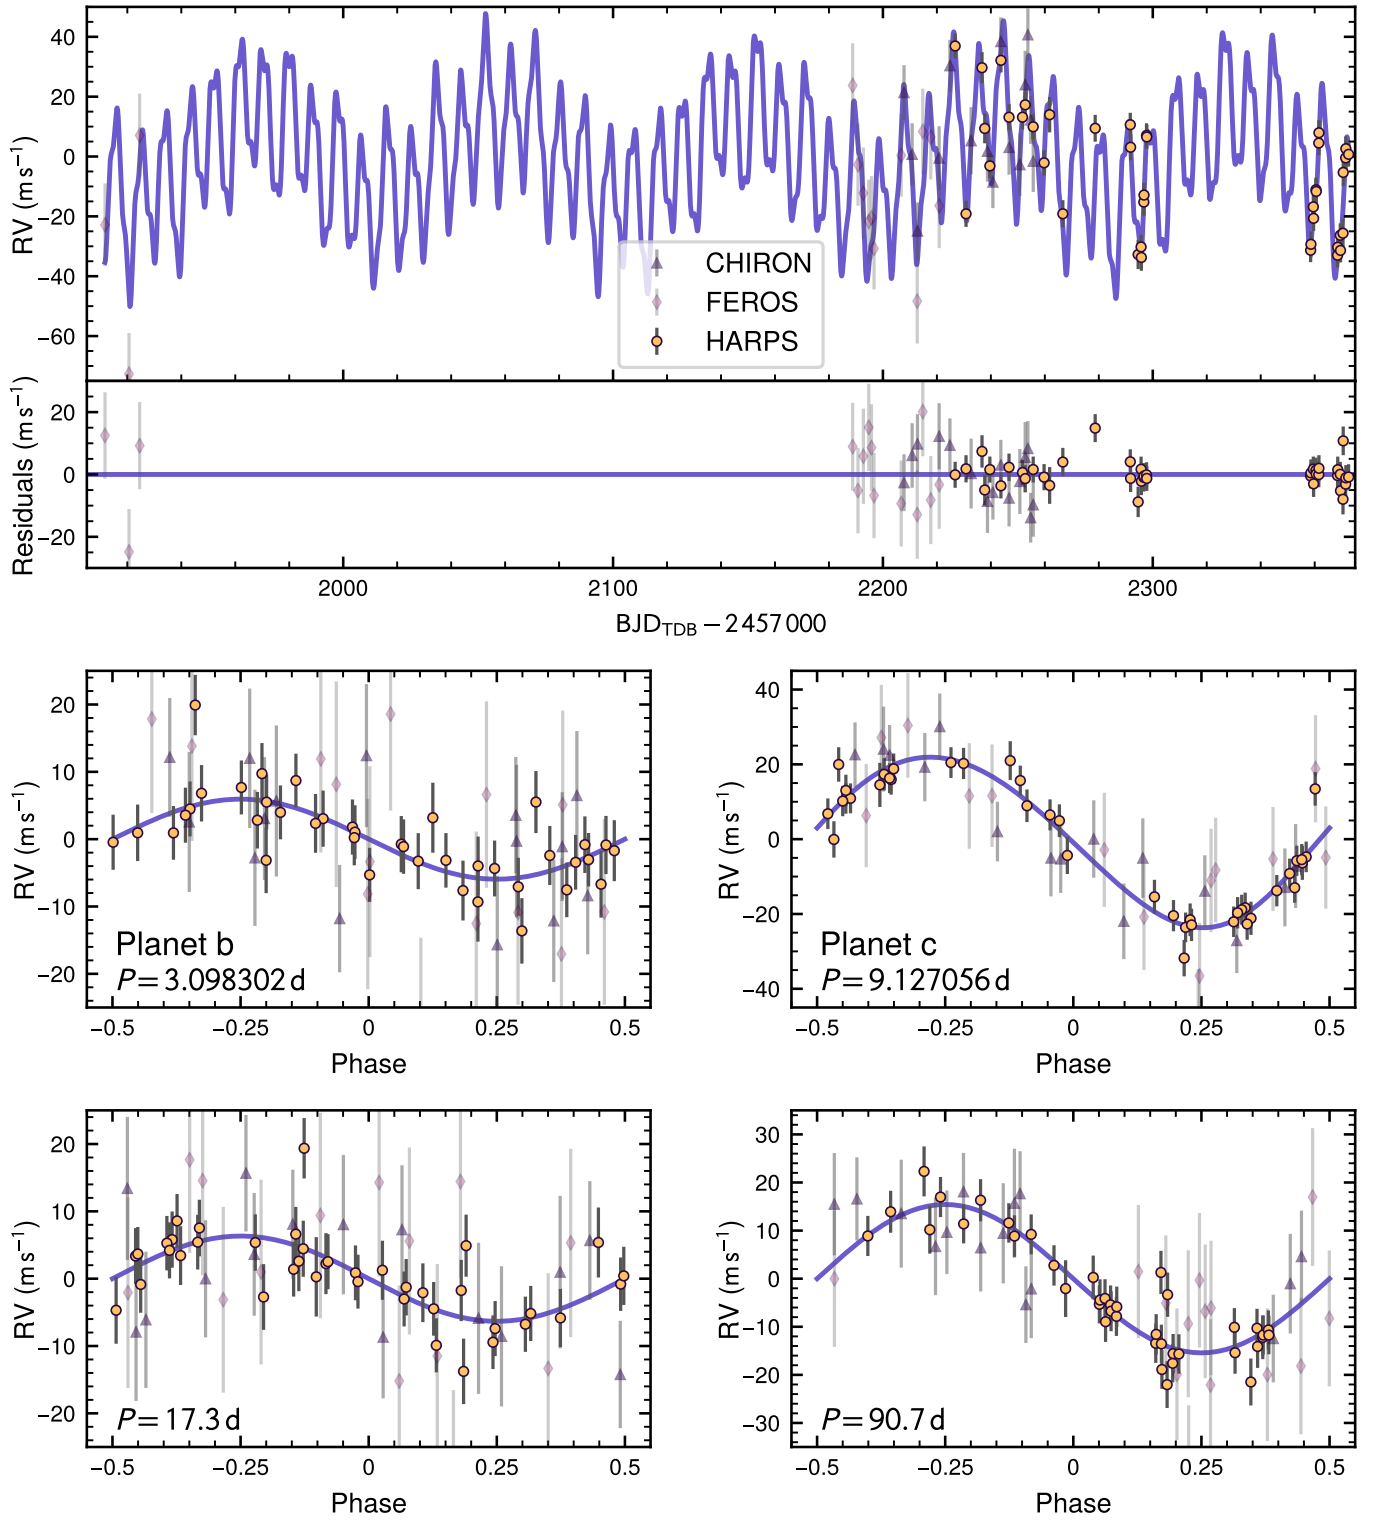 RV (m s⁻¹)
40
20
0
−20
−40
−60
CHIRON
FEROS
HARPS
Residuals (m s⁻¹)
20
0
−20
2000
2100
2200
2300
BJD_TDB − 2 457 000
RV (m s⁻¹)
20
10
0
−10
−20
Planet b
P = 3.098302 d
−0.5
−0.25
0
0.25
0.5
Phase
RV (m s⁻¹)
40
20
0
−20
−40
Planet c
P = 9.127056 d
−0.5
−0.25
0
0.25
0.5
Phase
RV (m s⁻¹)
20
10
0
−10
−20
P = 17.3 d
−0.5
−0.25
0
0.25
0.5
Phase
RV (m s⁻¹)
30
20
10
0
−10
−20
−30
P = 90.7 d
−0.5
−0.25
0
0.25
0.5
Phase